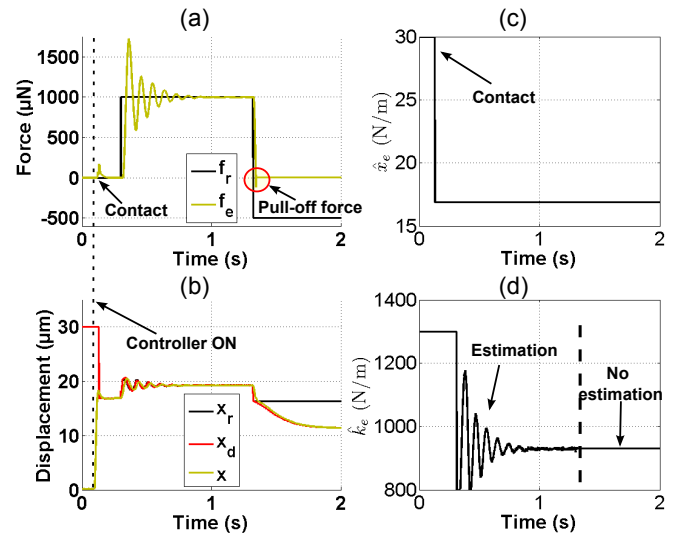 (a)
1500
1000
500
0
-500
Force (µN)
0
1
2
Time (s)
Contact
f_r
f_e
Pull-off force
(c)
30
25
20
15
x̂_e (N/m)
0
1
2
Time (s)
Contact
(b)
30
20
10
0
Displacement (µm)
0
1
2
Time (s)
Controller ON
x_r
x_d
x
(d)
1400
1200
1000
800
k̂_e (N/m)
0
1
2
Time (s)
Estimation
No
estimation